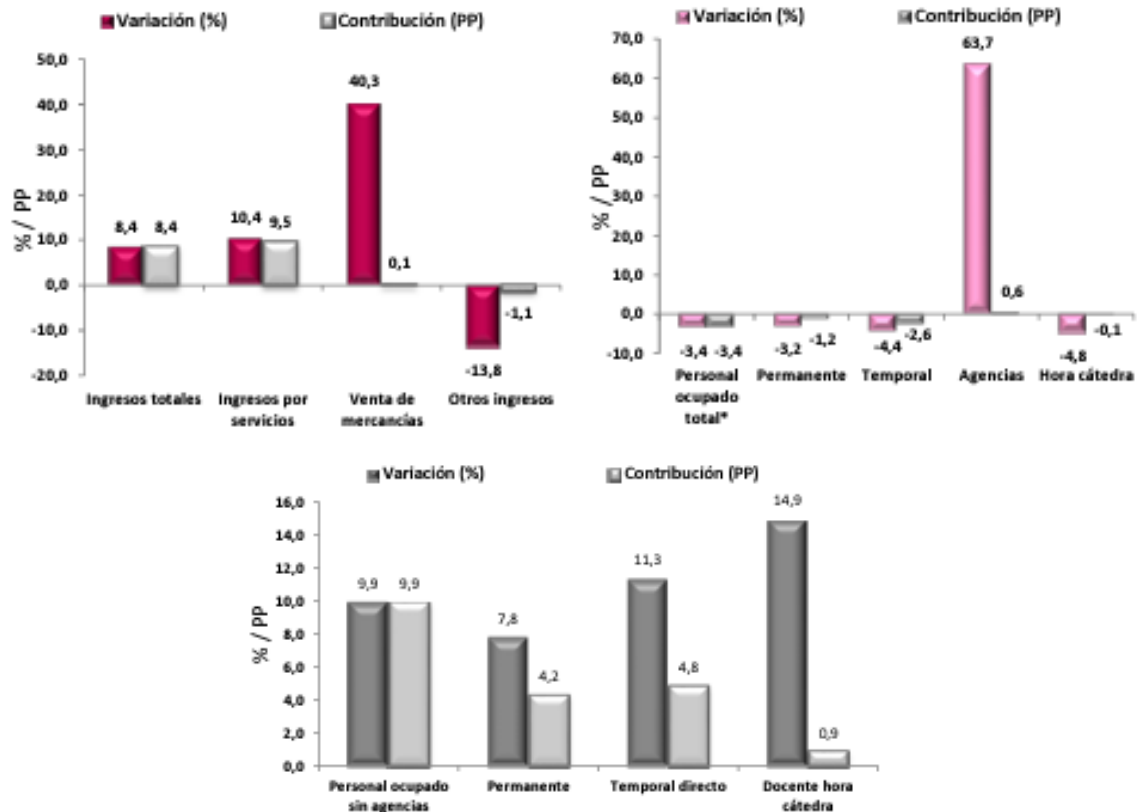 Variación (%) Contribución (PP)
50,0
40,0
30,0
20,0
10,0
0,0
-10,0
-20,0
% / PP
8,4 8,4
10,4 9,5
40,3
0,1
-13,8
-1,1
Ingresos totales
Ingresos por
servicios
Venta de
mercancías
Otros ingresos
Variación (%) Contribución (PP)
70,0
60,0
50,0
40,0
30,0
20,0
10,0
0,0
-10,0
% / PP
-3,4 -3,4
-3,2 -1,2
-4,4 -2,6
63,7
0,6
-4,8
-0,1
Personal
ocupado
total*
Permanente
Temporal
Agencias
Hora cátedra
Variación (%) Contribución (PP)
16,0
14,0
12,0
10,0
8,0
6,0
4,0
2,0
0,0
% / PP
9,9 9,9
7,8
4,2
11,3
4,8
14,9
0,9
Personal ocupado
sin agencias
Permanente
Temporal directo
Docente hora
cátedra